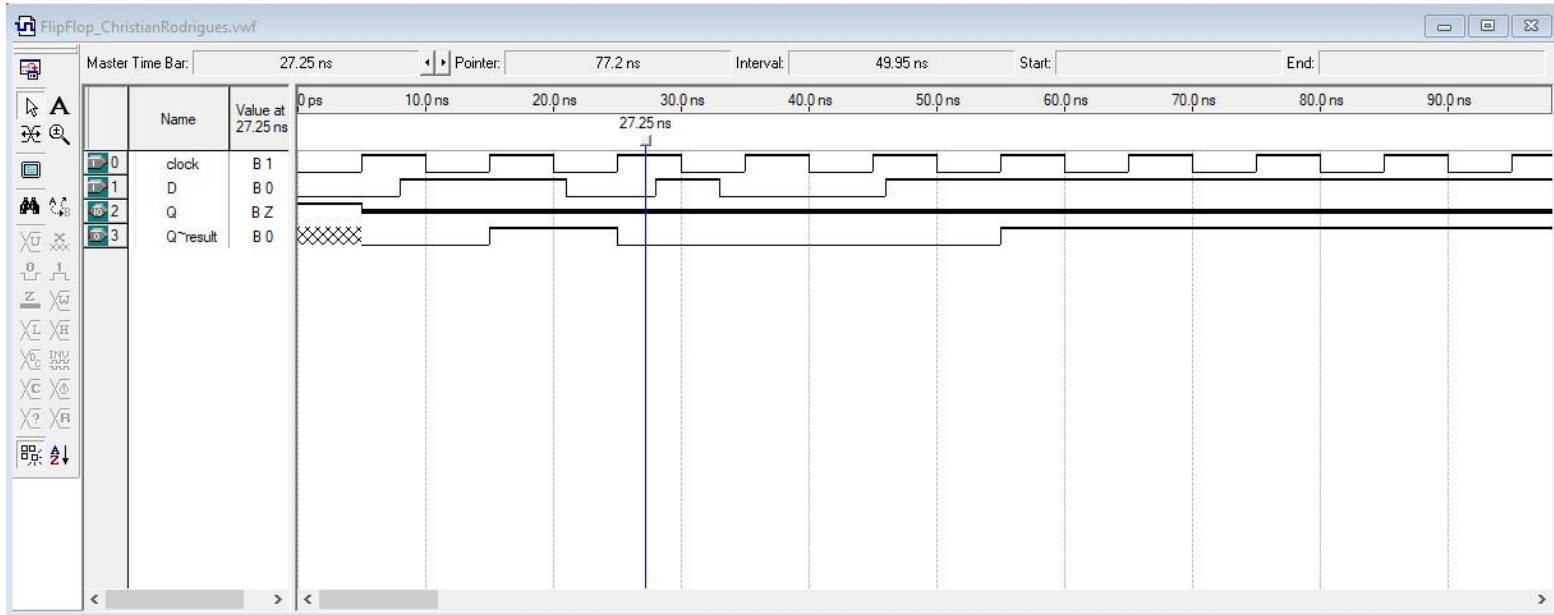 FlipFlop_ChristianRodrigues.vwf
Master Time Bar: 27.25 ns Pointer: 77.2 ns Interval: 49.95 ns Start: End:
Name Value at 27.25 ns
0 ps 10.0 ns 20.0 ns 30.0 ns 40.0 ns 50.0 ns 60.0 ns 70.0 ns 80.0 ns 90.0 ns
27.25 ns
0 clock B 1
1 D B 0
2 Q B Z
3 Q~result B 0